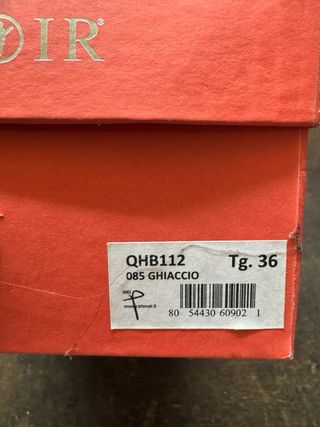 OIR®
QHB112 Tg. 36
085 GHIACCIO
80 54430 60902 1